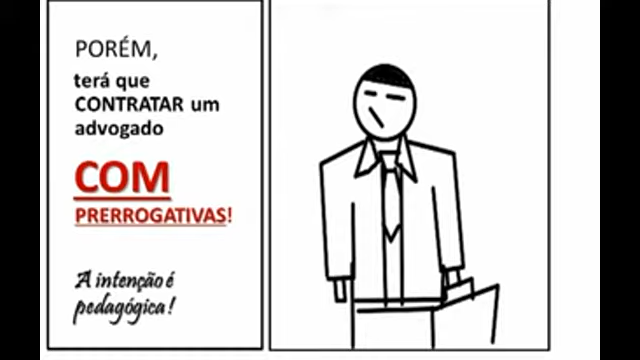 PORÉM,
terá que
CONTRATAR um
advogado
COM
PRERROGATIVAS!
A intenção é
pedagógica!